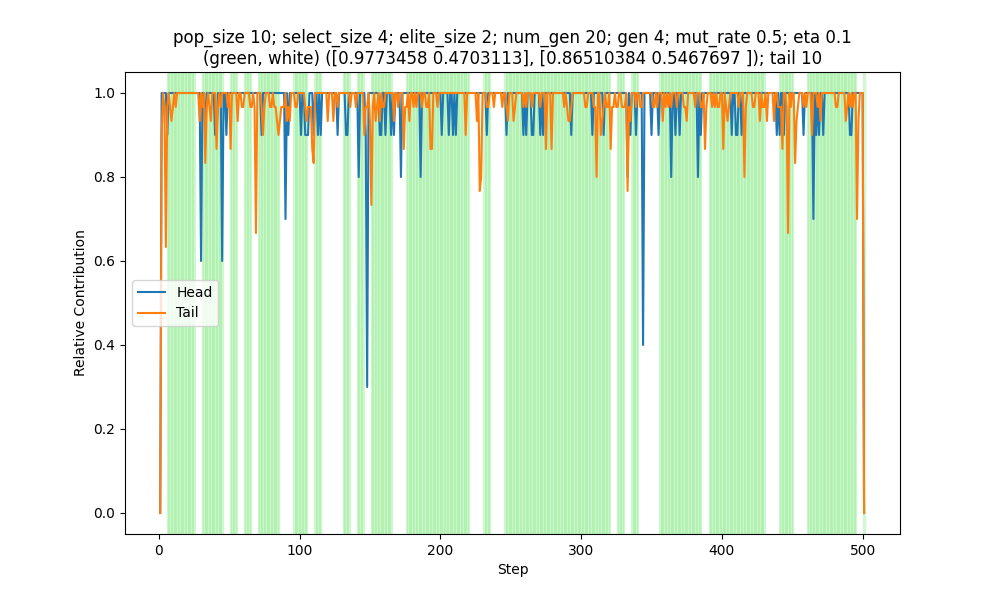 pop_size 10; select_size 4; elite_size 2; num_gen 20; gen 4; mut_rate 0.5; eta 0.1
(green, white) ([0.9773458 0.4703113], [0.86510384 0.5467697 ]); tail 10
1.0
0.8
0.6
0.4
0.2
0.0
Relative Contribution
Head
Tail
0 100 200 300 400 500
Step